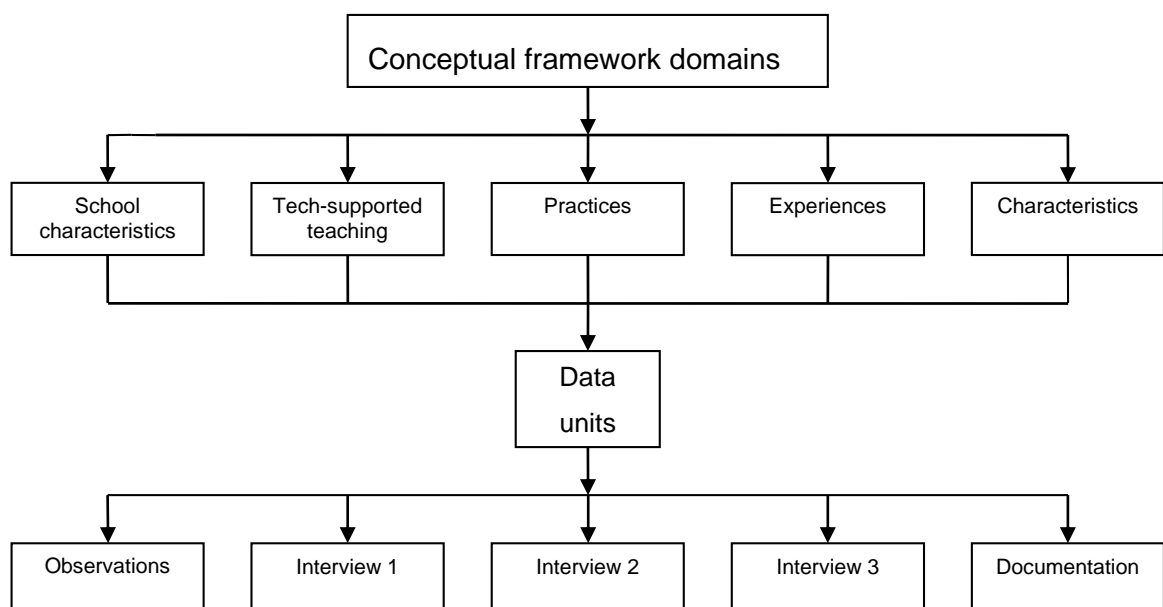 Conceptual framework domains
School
characteristics
Tech-supported
teaching
Practices
Experiences
Characteristics
Data
units
Observations
Interview 1
Interview 2
Interview 3
Documentation